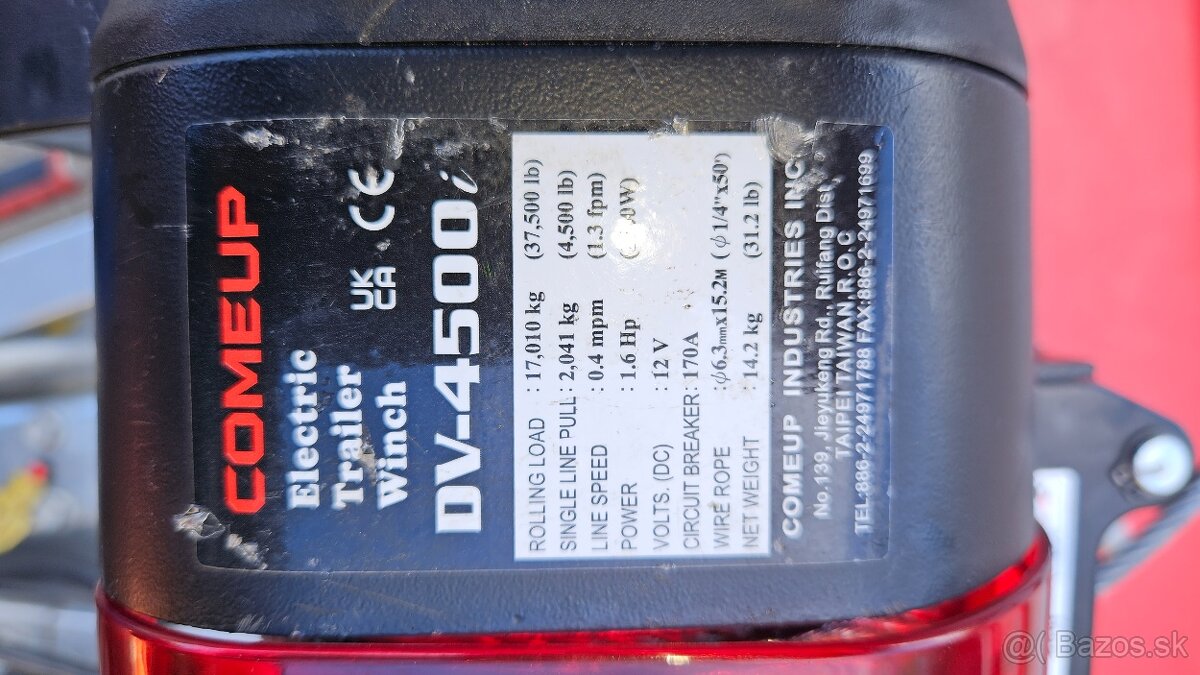 COMEUP
Electric
Trailer
Winch
UK
CA
CE
DV-4500i
ROLLING LOAD : 17,010 kg (37,500 lb)
SINGLE LINE PULL : 2,041 kg (4,500 lb)
LINE SPEED : 0.4 mpm (1.3 fpm)
POWER : 1.6 Hp
VOLTS. (DC) : 12 V
CIRCUIT BREAKER : 170A
WIRE ROPE : ϕ6.3mmx15.2M (ϕ1/4"x50')
NET WEIGHT : 14.2 kg (31.2 lb)
COMEUP INDUSTRIES INC.
No. 139, Jieyukeng Rd., Ruifang Dist.
TAIPEI TAIWAN, R.O.C
TEL:886-2-24971788 FAX:886-2-24971699
Bazos.sk